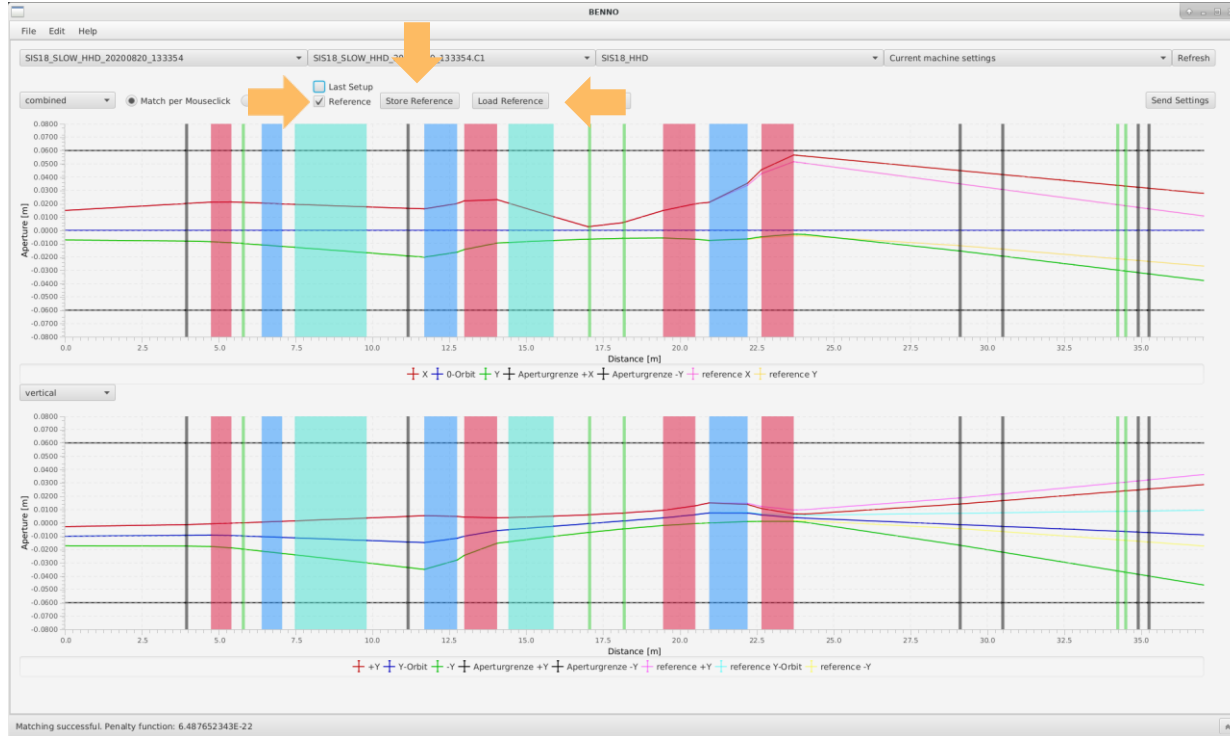 BENNO
File Edit Help
SIS18_SLOW_HHD_20200820_133354 SIS18_SLOW_HHD_20 133354.C1 SIS18_HHD Current machine settings Refresh
Last Setup
combined Match per Mouseclick Reference Store Reference Load Reference Send Settings
0.0800
0.0700
0.0600
0.0500
0.0400
0.0300
0.0200
0.0100
0.0000
-0.0100
-0.0200
-0.0300
-0.0400
-0.0500
-0.0600
-0.0700
-0.0800
Aperture [m]
0.0 2.5 5.0 7.5 10.0 12.5 15.0 17.5 20.0 22.5 25.0 27.5 30.0 32.5 35.0
Distance [m]
X 0-Orbit Y Aperturgrenze +X Aperturgrenze -Y reference X reference Y
vertical
0.0800
0.0700
0.0600
0.0500
0.0400
0.0300
0.0200
0.0100
0.0000
-0.0100
-0.0200
-0.0300
-0.0400
-0.0500
-0.0600
-0.0700
-0.0800
Aperture [m]
0.0 2.5 5.0 7.5 10.0 12.5 15.0 17.5 20.0 22.5 25.0 27.5 30.0 32.5 35.0
Distance [m]
+Y Y-Orbit -Y Aperturgrenze +Y Aperturgrenze -Y reference +Y reference Y-Orbit reference -Y
Matching successful. Penalty function: 6.487652343E-22